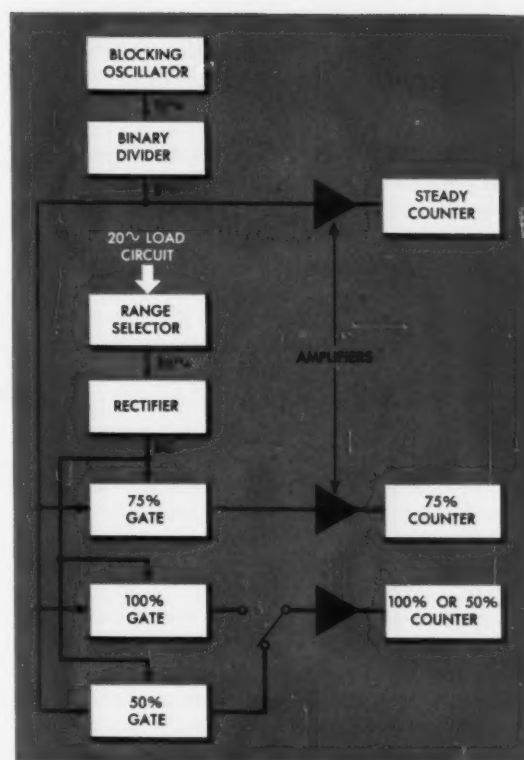 BLOCKING
OSCILLATOR
BINARY
DIVIDER
STEADY
COUNTER
20~ LOAD
CIRCUIT
RANGE
SELECTOR
AMPLIFIERS
RECTIFIER
75%
GATE
75%
COUNTER
100%
GATE
100% OR 50%
COUNTER
50%
GATE